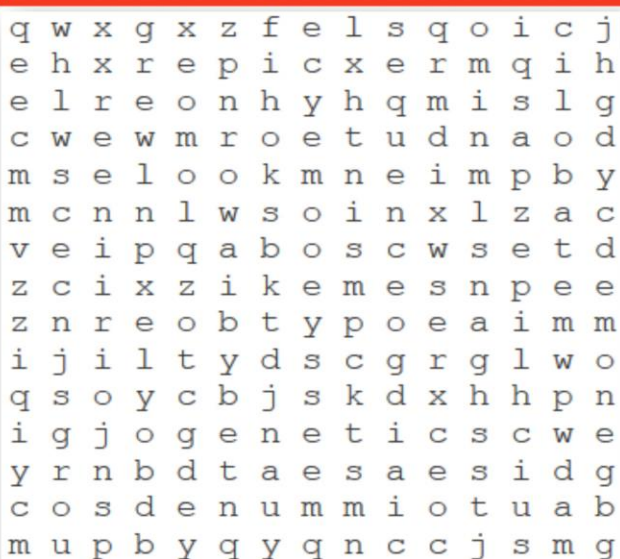 q w x g x z f e l s q o i c j
e h x r e p i c x e r m q i h
e l r e o n h y h q m i s l g
c w e w m r o e t u d n a o d
m s e l o o k m n e i m p b y
m c n n l w s o i n x l z a c
v e i p q a b o s c w s e t d
z c i x z i k e m e s n p e e
z n r e o b t y p o e a i m m
i j i l t y d s c g r g l w o
q s o y c b j s k d x h h p n
i g j o g e n e t i c s c w e
y r n b d t a e s a e s i d g
c o s d e n u m m i o t u a b
m u p b y q y q n c c j s m g